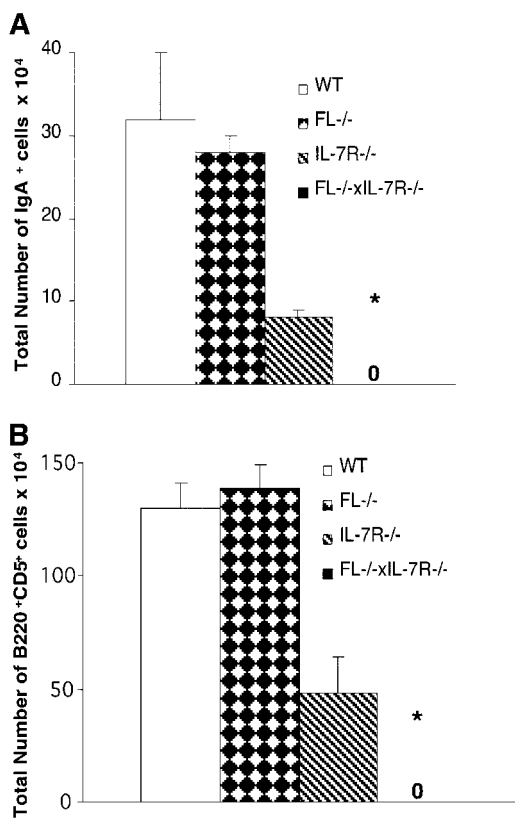 A
Total Number of IgA + cells x 10⁴
40
30
20
10
0
WT
FL-/-
IL-7R-/-
FL-/-xIL-7R-/-
*
0
B
Total Number of B220 +CD5+ cells x 10⁴
150
100
50
0
WT
FL-/-
IL-7R-/-
FL-/-xIL-7R-/-
*
0